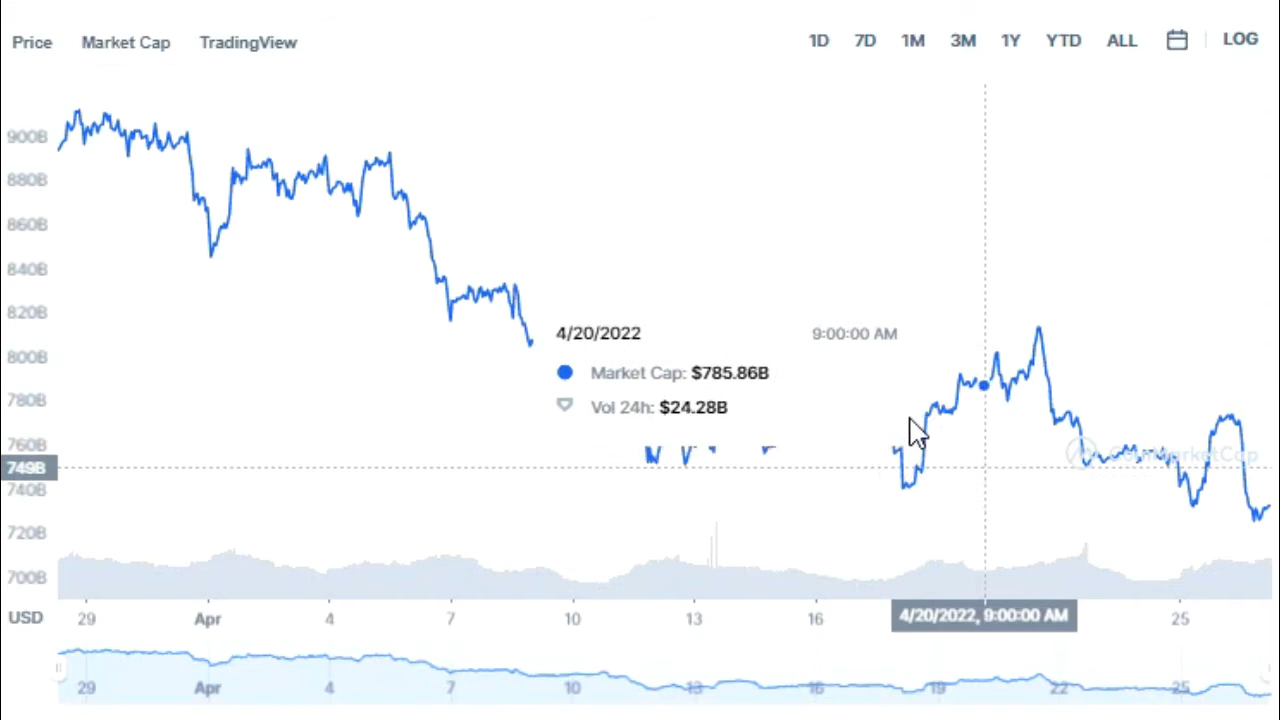 Price Market Cap TradingView 1D 7D 1M 3M 1Y YTD ALL LOG
900B
880B
860B
840B
820B
800B
780B
760B
749B
740B
720B
700B
4/20/2022 9:00:00 AM
Market Cap: $785.86B
Vol 24h: $24.28B
CoinMarketCap
USD 29 Apr 4 7 10 13 16 4/20/2022, 9:00:00 AM 25
29 Apr 4 7 10 13 16 19 22 25